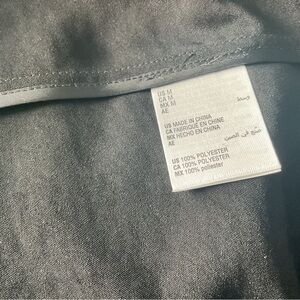 US M
CA M
MX M
AE وسط
US MADE IN CHINA
CA FABRIQUÉ EN CHINE
MX HECHO EN CHINA
AE صنع في الصين
US 100% POLYESTER
CA 100% POLYESTER
MX 100% poliester